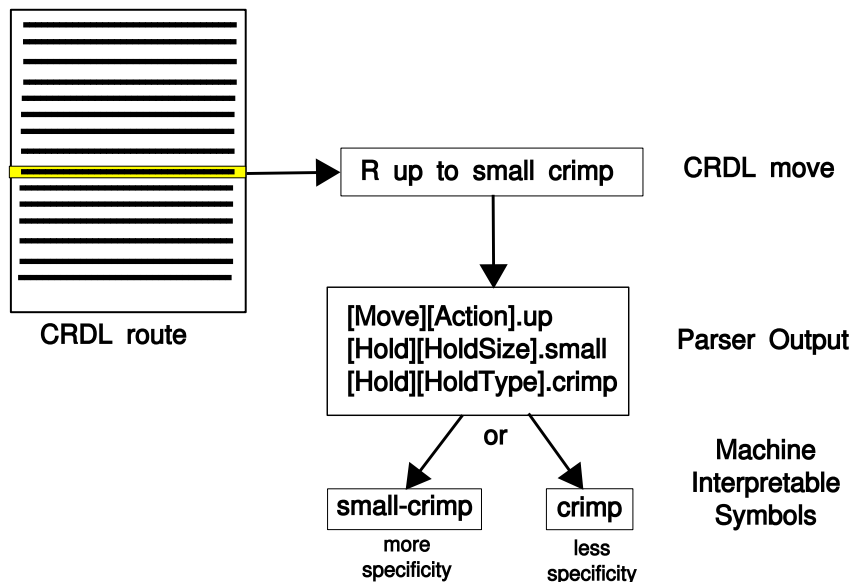 R up to small crimp
CRDL move
CRDL route
[Move][Action].up
[Hold][HoldSize].small
[Hold][HoldType].crimp
Parser Output
or
Machine
Interpretable
Symbols
small-crimp
crimp
more
specificity
less
specificity